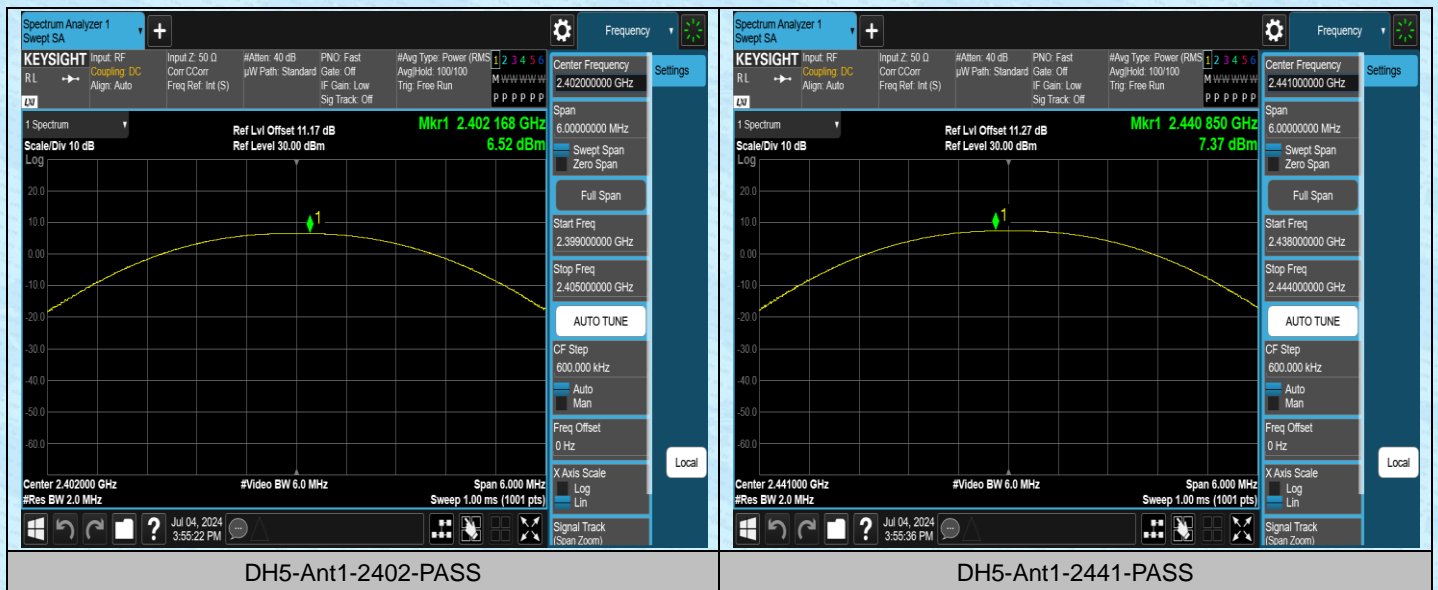 Spectrum Analyzer 1
Swept SA
+
Frequency
KEYSIGHT
RL
LXI
Input: RF
Coupling: DC
Align: Auto
Input Z: 50 Ω
Corr CCorr
Freq Ref: Int (S)
#Atten: 40 dB
µW Path: Standard
PNO: Fast
Gate: Off
IF Gain: Low
Sig Track: Off
#Avg Type: Power (RMS
Avg|Hold: 100/100
Trig: Free Run
1 2 3 4 5 6
M W W W W W
P P P P P P
Center Frequency
2.402000000 GHz
Settings
Span
6.00000000 MHz
Swept Span
Zero Span
Full Span
Start Freq
2.399000000 GHz
Stop Freq
2.405000000 GHz
AUTO TUNE
CF Step
600.000 kHz
Auto
Man
Freq Offset
0 Hz
X Axis Scale
Log
Lin
Signal Track
(Span Zoom)
Local
1 Spectrum
Scale/Div 10 dB
Log
Ref Lvl Offset 11.17 dB
Ref Level 30.00 dBm
Mkr1 2.402 168 GHz
6.52 dBm
1
20.0
10.0
0.00
-10.0
-20.0
-30.0
-40.0
-50.0
-60.0
Center 2.402000 GHz
#Res BW 2.0 MHz
#Video BW 6.0 MHz
Span 6.000 MHz
Sweep 1.00 ms (1001 pts)
?
Jul 04, 2024
3:55:22 PM
DH5-Ant1-2402-PASS
Spectrum Analyzer 1
Swept SA
+
Frequency
KEYSIGHT
RL
LXI
Input: RF
Coupling: DC
Align: Auto
Input Z: 50 Ω
Corr CCorr
Freq Ref: Int (S)
#Atten: 40 dB
µW Path: Standard
PNO: Fast
Gate: Off
IF Gain: Low
Sig Track: Off
#Avg Type: Power (RMS
Avg|Hold: 100/100
Trig: Free Run
1 2 3 4 5 6
M W W W W W
P P P P P P
Center Frequency
2.441000000 GHz
Settings
Span
6.00000000 MHz
Swept Span
Zero Span
Full Span
Start Freq
2.438000000 GHz
Stop Freq
2.444000000 GHz
AUTO TUNE
CF Step
600.000 kHz
Auto
Man
Freq Offset
0 Hz
X Axis Scale
Log
Lin
Signal Track
(Span Zoom)
Local
1 Spectrum
Scale/Div 10 dB
Log
Ref Lvl Offset 11.27 dB
Ref Level 30.00 dBm
Mkr1 2.440 850 GHz
7.37 dBm
1
20.0
10.0
0.00
-10.0
-20.0
-30.0
-40.0
-50.0
-60.0
Center 2.441000 GHz
#Res BW 2.0 MHz
#Video BW 6.0 MHz
Span 6.000 MHz
Sweep 1.00 ms (1001 pts)
?
Jul 04, 2024
3:55:36 PM
DH5-Ant1-2441-PASS